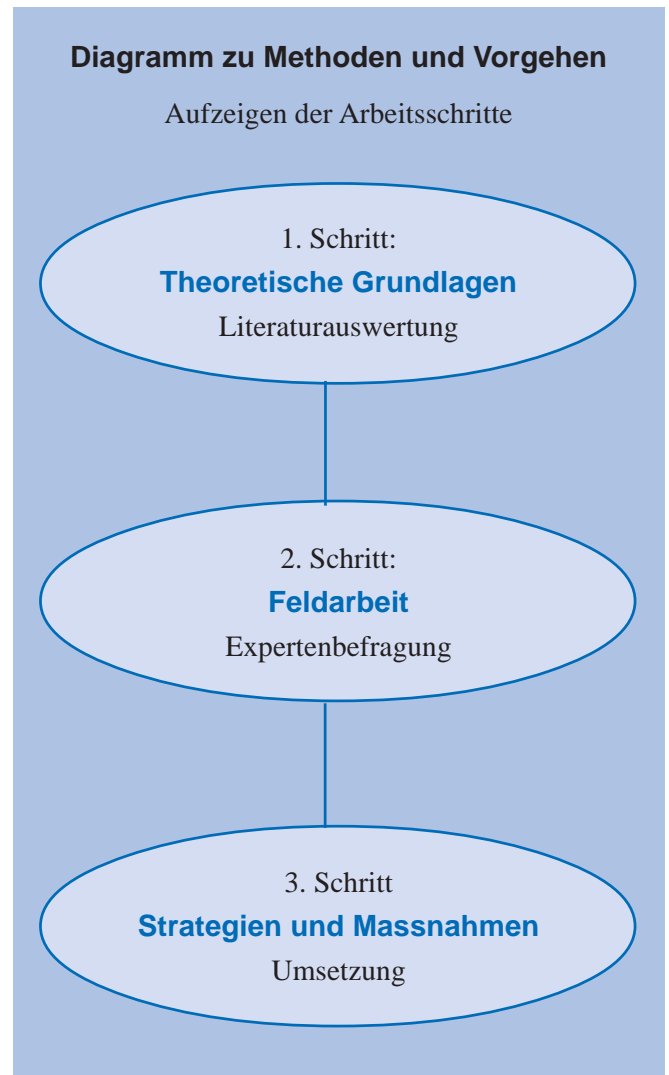 Diagramm zu Methoden und Vorgehen
Aufzeigen der Arbeitsschritte
1. Schritt:
Theoretische Grundlagen
Literaturauswertung
2. Schritt:
Feldarbeit
Expertenbefragung
3. Schritt
Strategien und Massnahmen
Umsetzung